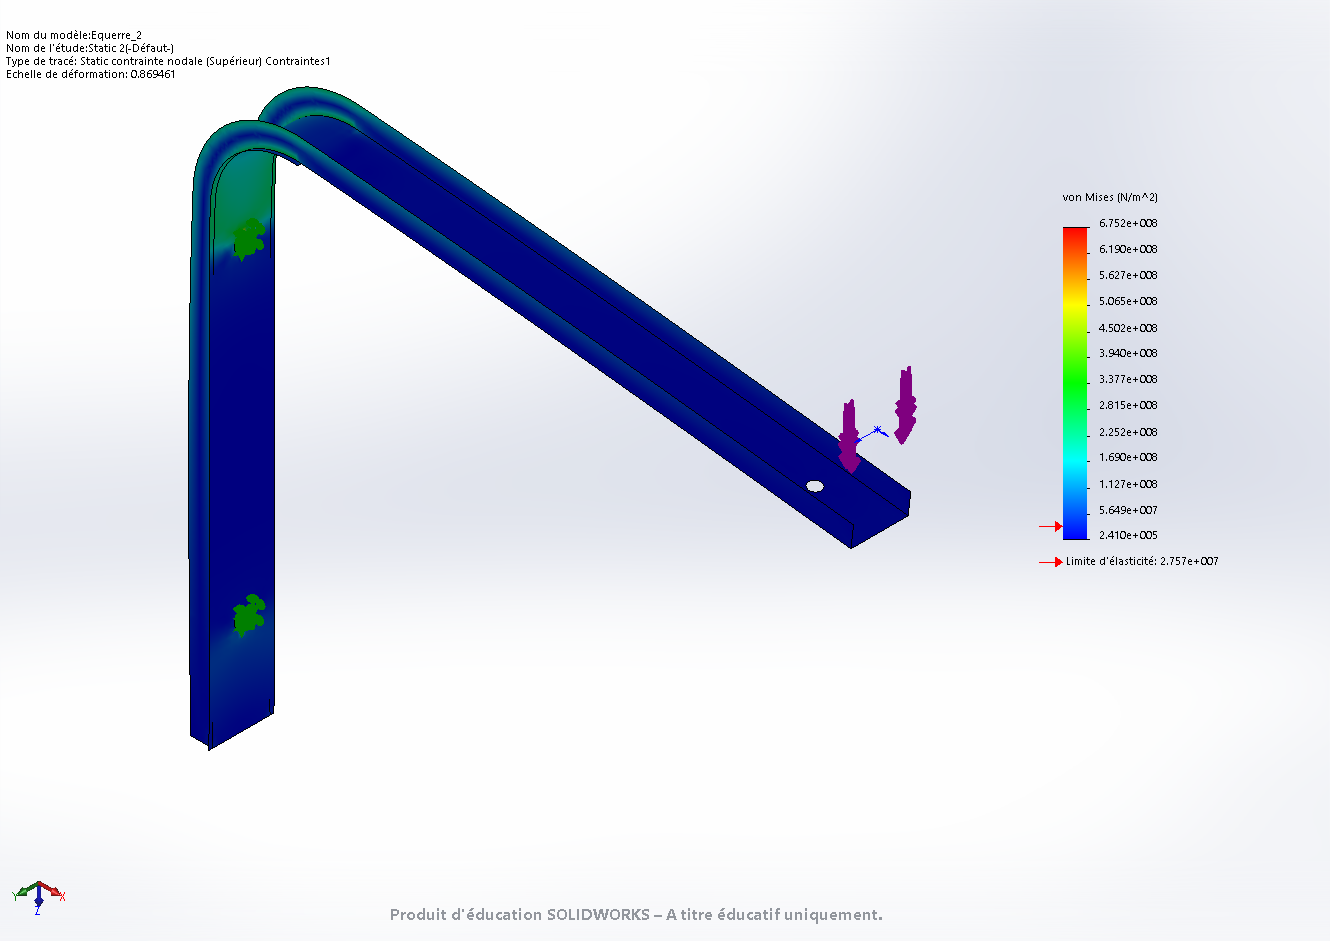 Nom du modèle:Equerre_2
Nom de l'étude:Static 2(-Défaut-)
Type de tracé: Static contrainte nodale (Supérieur) Contraintes1
Echelle de déformation: 0.869461
von Mises (N/m^2)
6.752e+008
6.190e+008
5.627e+008
5.065e+008
4.502e+008
3.940e+008
3.377e+008
2.815e+008
2.252e+008
1.690e+008
1.127e+008
5.649e+007
2.410e+005
Limite d'élasticité: 2.757e+007
Y
X
Z
Produit d'éducation SOLIDWORKS – A titre éducatif uniquement.